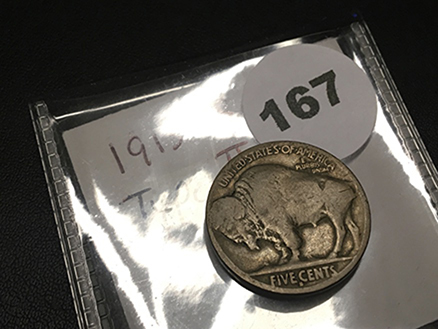 167
UNITED STATES OF AMERICA
E PLURIBUS
UNUM
FIVE CENTS